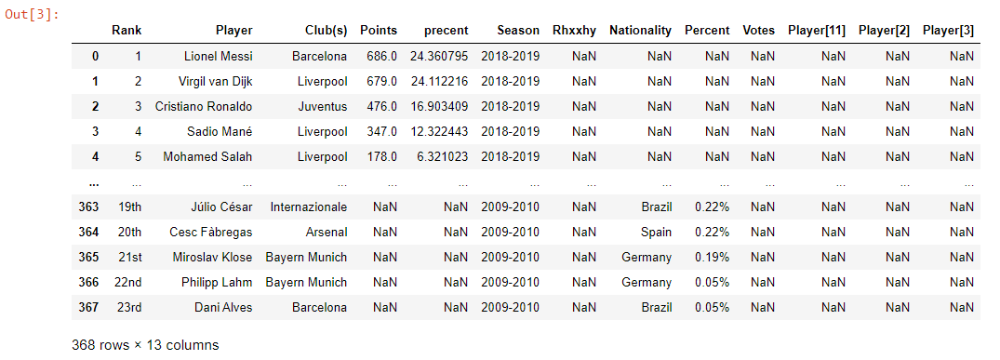 Out[3]:
Rank Player Club(s) Points precent Season Rhxxhy Nationality Percent Votes Player[11] Player[2] Player[3]
0 1 Lionel Messi Barcelona 686.0 24.360795 2018-2019 NaN NaN NaN NaN NaN NaN NaN
1 2 Virgil van Dijk Liverpool 679.0 24.112216 2018-2019 NaN NaN NaN NaN NaN NaN NaN
2 3 Cristiano Ronaldo Juventus 476.0 16.903409 2018-2019 NaN NaN NaN NaN NaN NaN NaN
3 4 Sadio Mané Liverpool 347.0 12.322443 2018-2019 NaN NaN NaN NaN NaN NaN NaN
4 5 Mohamed Salah Liverpool 178.0 6.321023 2018-2019 NaN NaN NaN NaN NaN NaN NaN
... ... ... ... ... ... ... ... ... ... ... ... ... ...
363 19th Júlio César Internazionale NaN NaN 2009-2010 NaN Brazil 0.22% NaN NaN NaN NaN
364 20th Cesc Fàbregas Arsenal NaN NaN 2009-2010 NaN Spain 0.22% NaN NaN NaN NaN
365 21st Miroslav Klose Bayern Munich NaN NaN 2009-2010 NaN Germany 0.19% NaN NaN NaN NaN
366 22nd Philipp Lahm Bayern Munich NaN NaN 2009-2010 NaN Germany 0.05% NaN NaN NaN NaN
367 23rd Dani Alves Barcelona NaN NaN 2009-2010 NaN Brazil 0.05% NaN NaN NaN NaN
368 rows × 13 columns